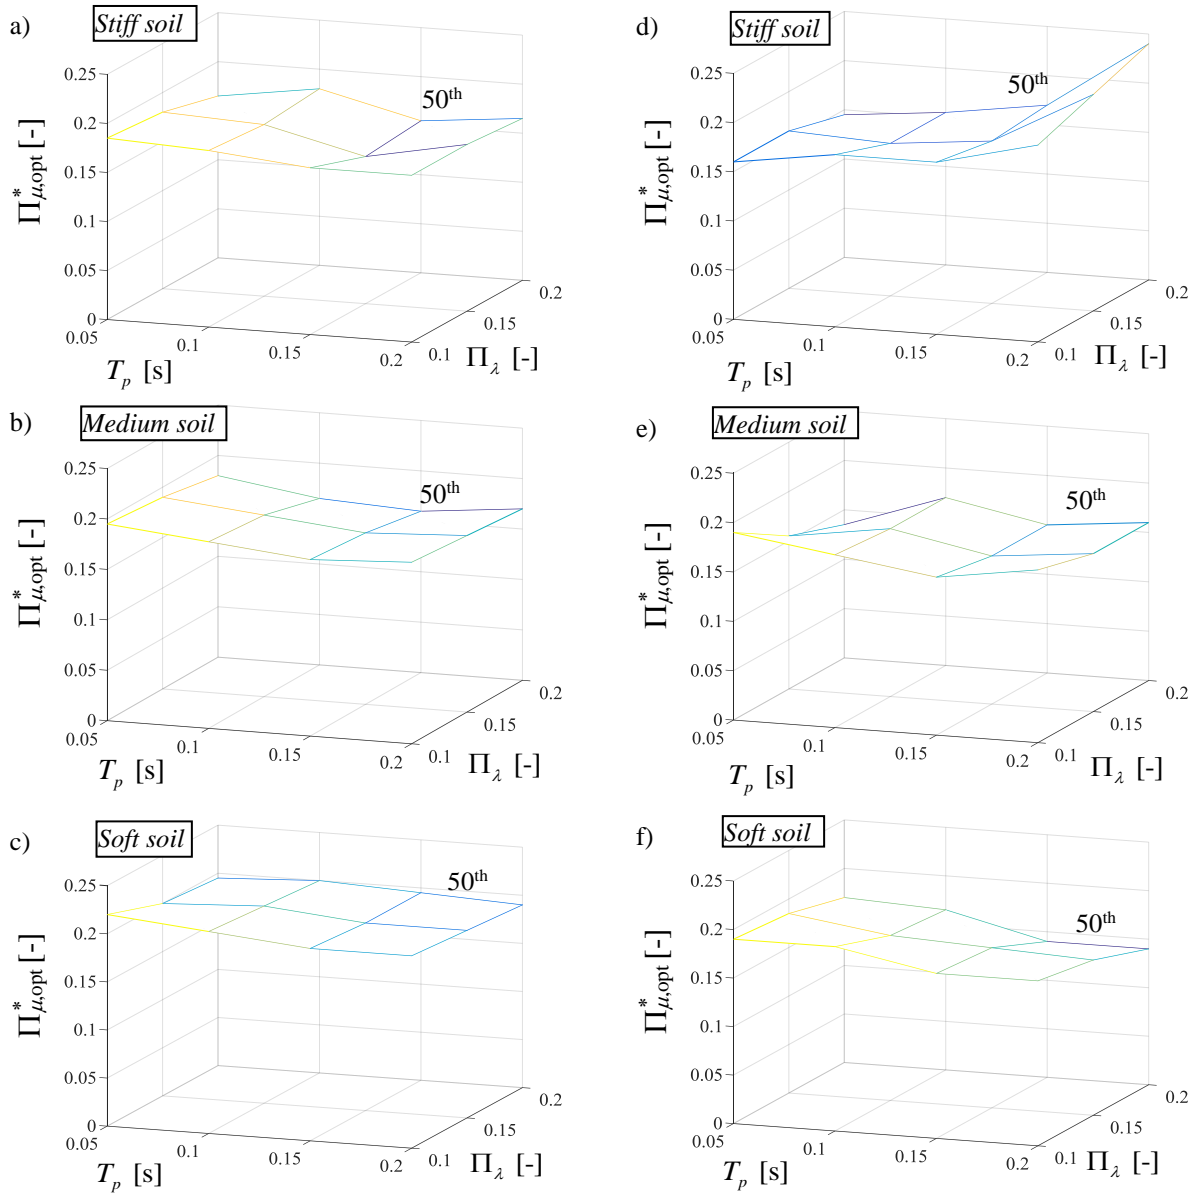 a)
Stiff soil
50th
0.25
0.2
0.15
0.1
0.05
0
Π*μ,opt [-]
0.05
0.1
0.15
0.2
Tp [s]
0.1
0.15
0.2
Πλ [-]
d)
Stiff soil
50th
0.25
0.2
0.15
0.1
0.05
0
Π*μ,opt [-]
0.05
0.1
0.15
0.2
Tp [s]
0.1
0.15
0.2
Πλ [-]
b)
Medium soil
50th
0.25
0.2
0.15
0.1
0.05
0
Π*μ,opt [-]
0.05
0.1
0.15
0.2
Tp [s]
0.1
0.15
0.2
Πλ [-]
e)
Medium soil
50th
0.25
0.2
0.15
0.1
0.05
0
Π*μ,opt [-]
0.05
0.1
0.15
0.2
Tp [s]
0.1
0.15
0.2
Πλ [-]
c)
Soft soil
50th
0.25
0.2
0.15
0.1
0.05
0
Π*μ,opt [-]
0.05
0.1
0.15
0.2
Tp [s]
0.1
0.15
0.2
Πλ [-]
f)
Soft soil
50th
0.25
0.2
0.15
0.1
0.05
0
Π*μ,opt [-]
0.05
0.1
0.15
0.2
Tp [s]
0.1
0.15
0.2
Πλ [-]